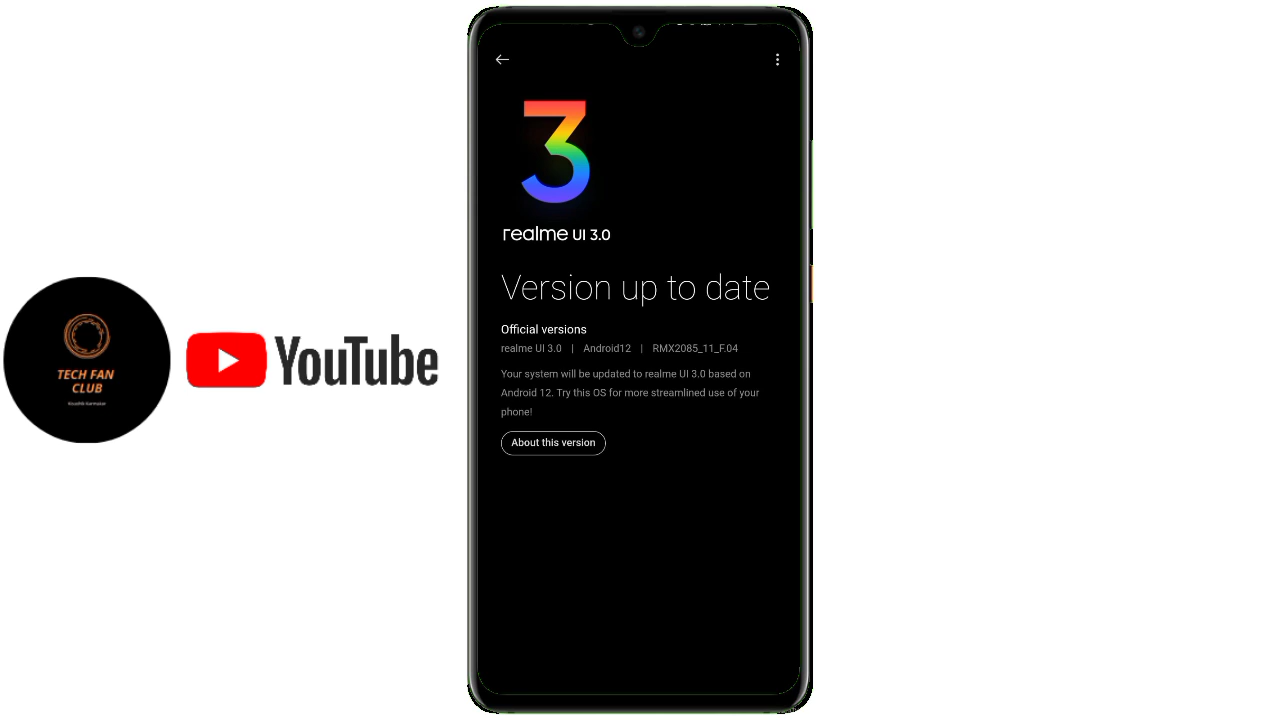 TECH FAN
CLUB
YouTube
3
realme UI 3.0
Version up to date
Official versions
realme UI 3.0 | Android12 | RMX2085_11_F.04
Your system will be updated to realme UI 3.0 based on
Android 12. Try this OS for more streamlined use of your
phone!
About this version